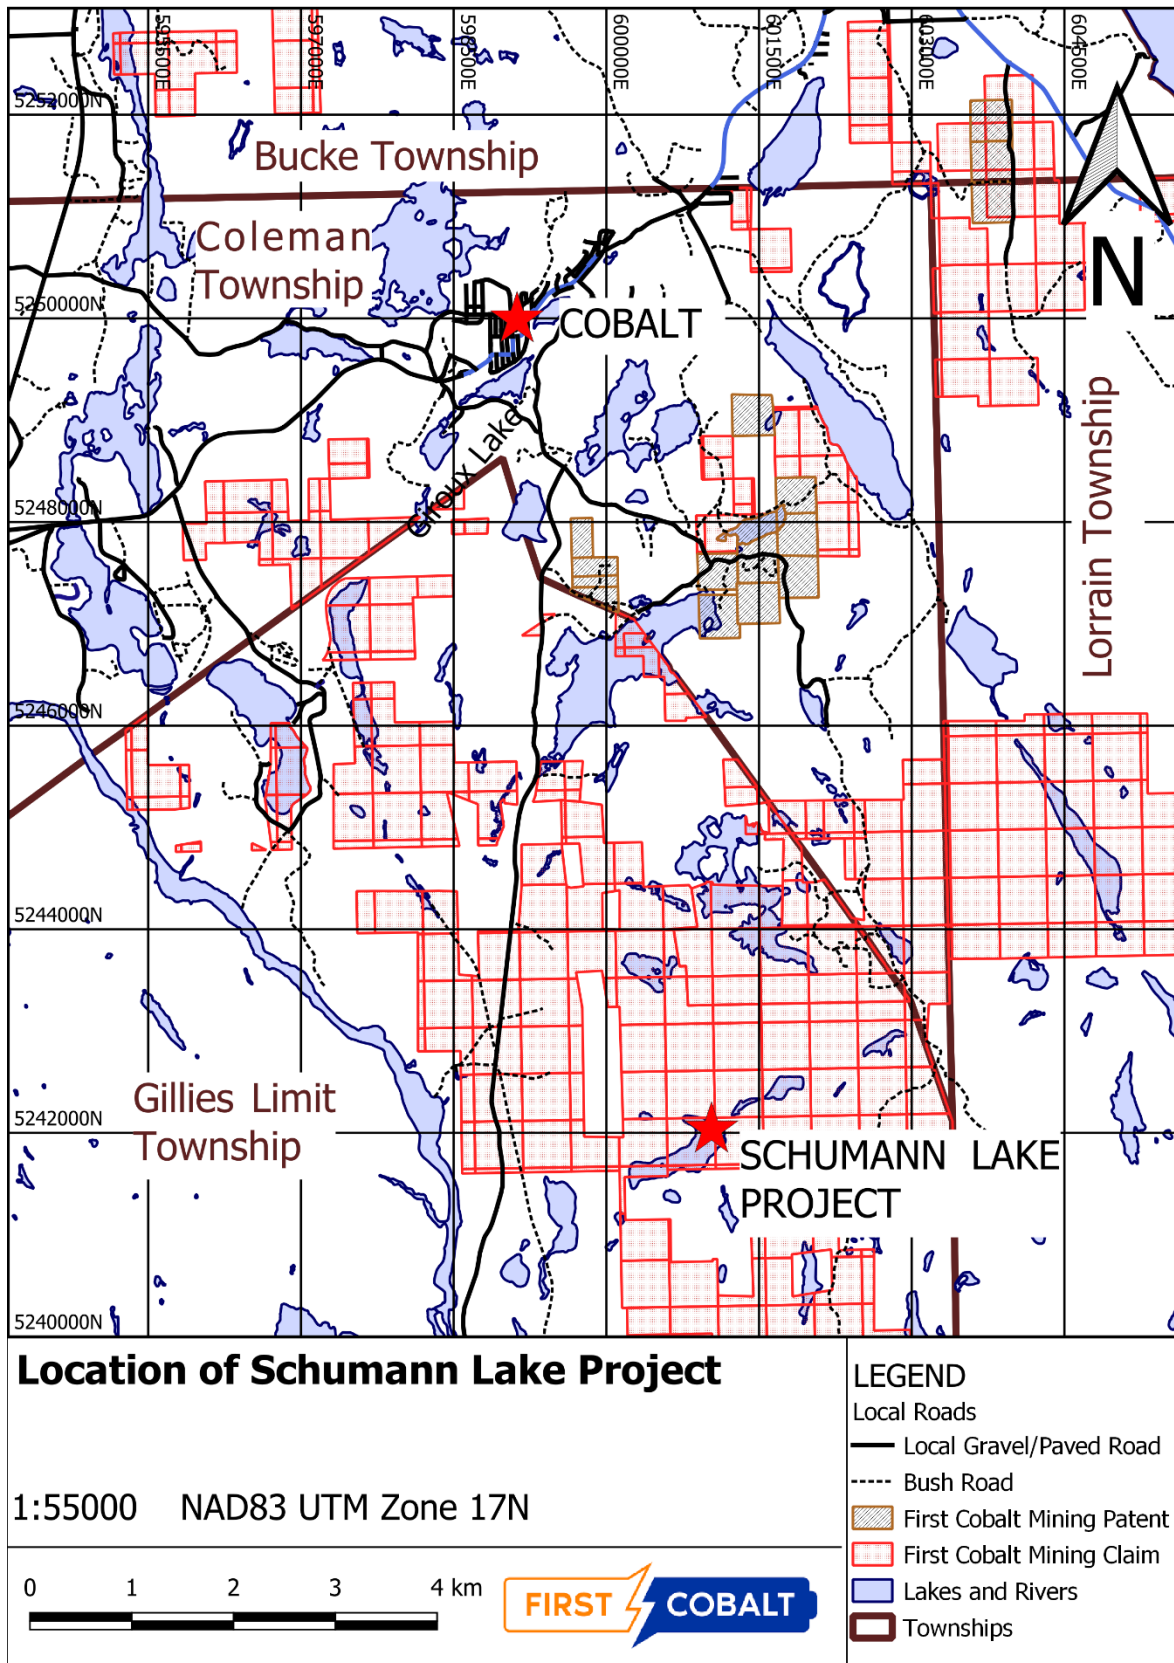 595500E
597000E
598500E
600000E
601500E
603000E
604500E
5252000N
Bucke Township
Coleman
Township
N
5250000N
COBALT
Giroux Lake
Lorrain Township
5248000N
5246000N
5244000N
Gillies Limit
Township
5242000N
SCHUMANN LAKE
PROJECT
5240000N
Location of Schumann Lake Project
1:55000 NAD83 UTM Zone 17N
0 1 2 3 4 km
FIRST COBALT
LEGEND
Local Roads
Local Gravel/Paved Road
Bush Road
First Cobalt Mining Patent
First Cobalt Mining Claim
Lakes and Rivers
Townships